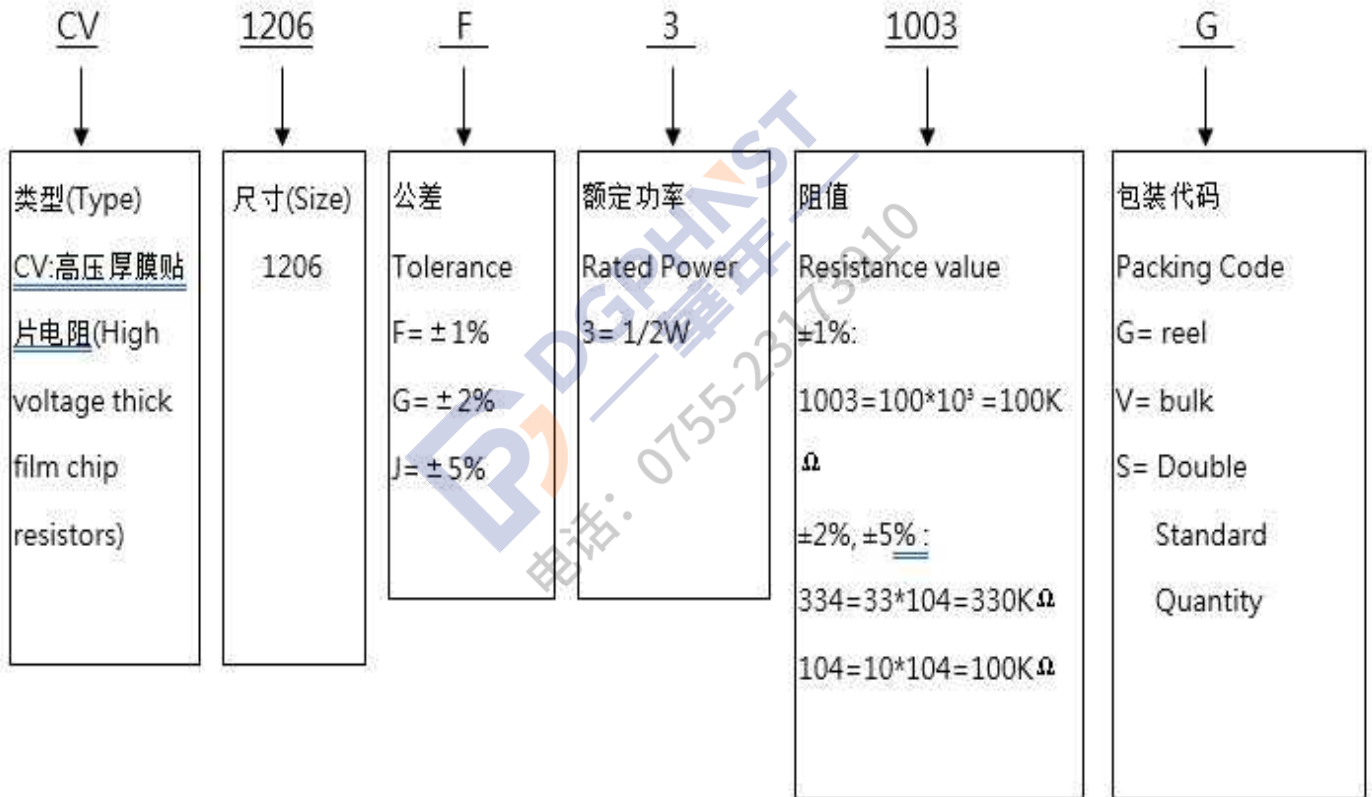 CV 1206 F 3 1003 G
类型(Type)
CV:高压厚膜贴
片电阻(High
voltage thick
film chip
resistors)
尺寸(Size)
1206
公差
Tolerance
F= ±1%
G= ±2%
J= ±5%
额定功率
Rated Power
3= 1/2W
阻值
Resistance value
±1%:
1003=100*10³ =100K
Ω
±2%, ±5% :
334=33*104=330KΩ
104=10*104=100KΩ
包装代码
Packing Code
G= reel
V= bulk
S= Double
Standard
Quantity
DGPHNST
电话：0755-23173910